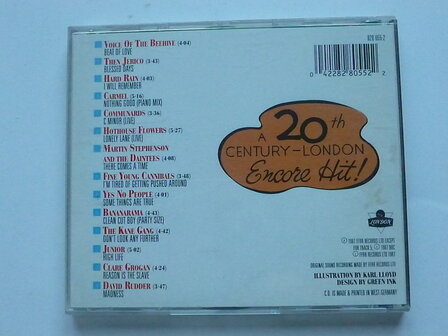 VOICE OF THE BEEHIVE (4·04)
BEAT OF LOVE
THEN JERICO (3·43)
BLESSED DAYS
HARD RAIN (4·03)
I WILL REMEMBER
CARMEL (5·16)
NOTHING GOOD (PIANO MIX)
COMMUNARDS (3·36)
C MINOR (LIVE)
HOTHOUSE FLOWERS (5·27)
LONELY LANE (LIVE)
MARTIN STEPHENSON
AND THE DAINTEES (4·08)
THERE COMES A TIME
FINE YOUNG CANNIBALS (3·48)
I'M TIRED OF GETTING PUSHED AROUND
YES NO PEOPLE (4·01)
SOME THINGS ARE TRUE
BANANARAMA (4·43)
CLEAN CUT BOY (PARTY SIZE)
THE KANE GANG (4·42)
DON'T LOOK ANY FURTHER
JUNIOR (5·02)
HIGH LIFE
CLARE GROGAN (4·24)
REASON IS THE SLAVE
DAVID RUDDER (3·47)
MADNESS
828 055-2
0 42282 80552 2
A 20th
CENTURY-LONDON
Encore Hit!
LONDON
ORIGINAL SOUND RECORDING MADE BY FFRR RECORDS LTD
ILLUSTRATION BY KARL LLOYD
DESIGN BY GREEN INK
C.D. IS MADE & PRINTED IN WEST GERMANY